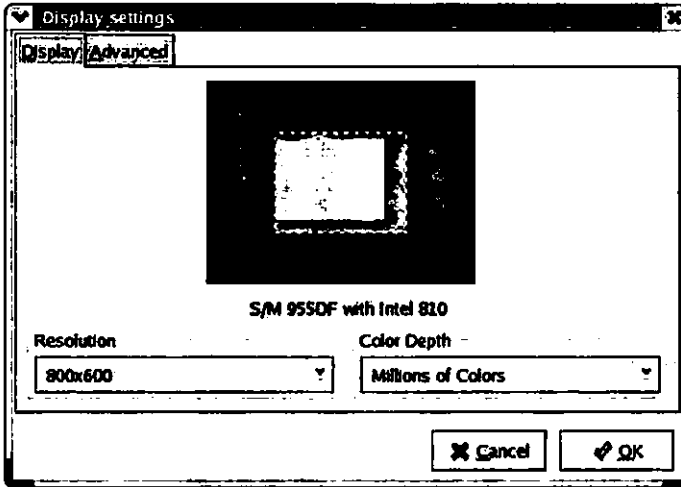 Display settings
Display Advanced
S/M 955DF with Intel 810
Resolution Color Depth
800x600 Millions of Colors
Cancel OK